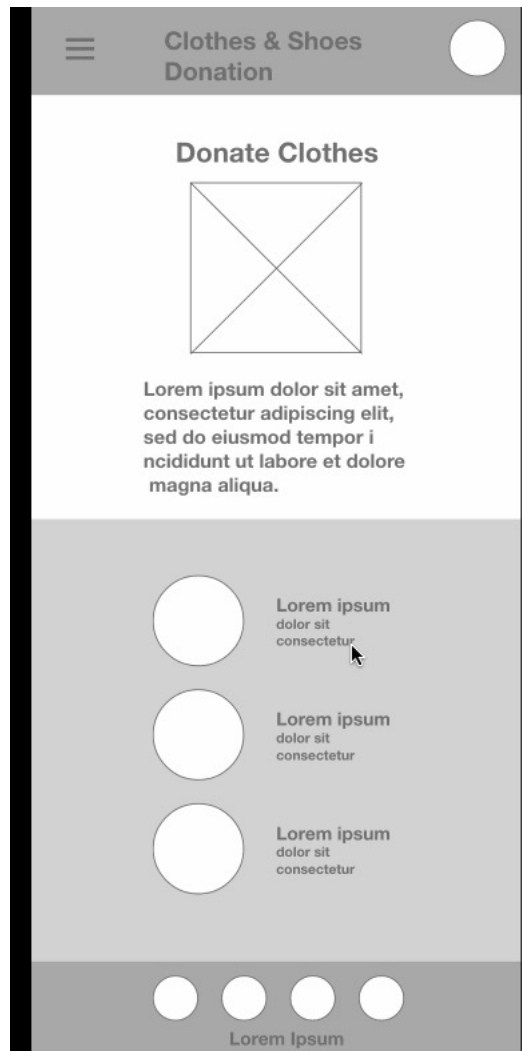 Clothes & Shoes
Donation
Donate Clothes
Lorem ipsum dolor sit amet,
consectetur adipiscing elit,
sed do eiusmod tempor i
ncididunt ut labore et dolore
magna aliqua.
Lorem ipsum
dolor sit
consectetur
Lorem ipsum
dolor sit
consectetur
Lorem ipsum
dolor sit
consectetur
Lorem Ipsum